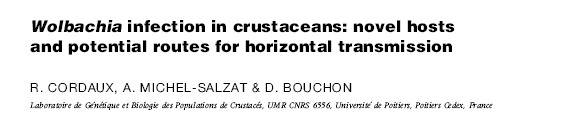 Wolbachia infection in crustaceans: novel hosts
and potential routes for horizontal transmission
R. CORDAUX, A. MICHEL-SALZAT & D. BOUCHON
Laboratoire de Génétique et Biologie des Populations de Crustacés, UMR CNRS 6556, Université de Poitiers, Poitiers Cedex, France